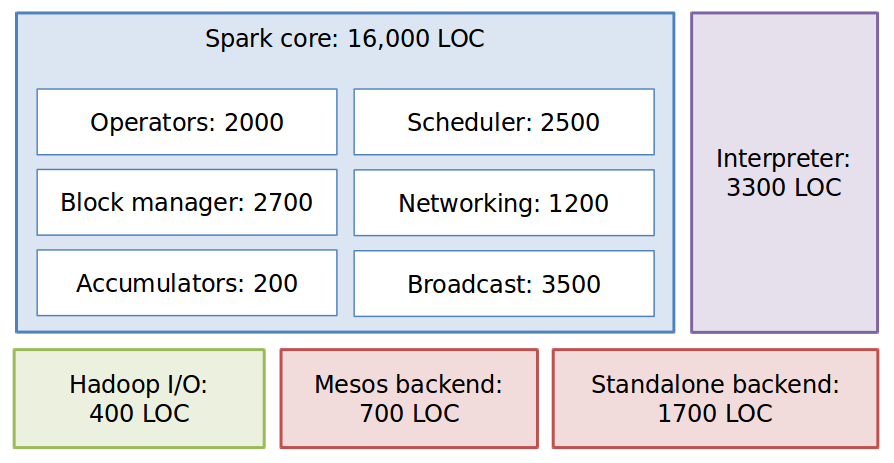 Spark core: 16,000 LOC
Operators: 2000
Scheduler: 2500
Block manager: 2700
Networking: 1200
Accumulators: 200
Broadcast: 3500
Interpreter:
3300 LOC
Hadoop I/O:
400 LOC
Mesos backend:
700 LOC
Standalone backend:
1700 LOC